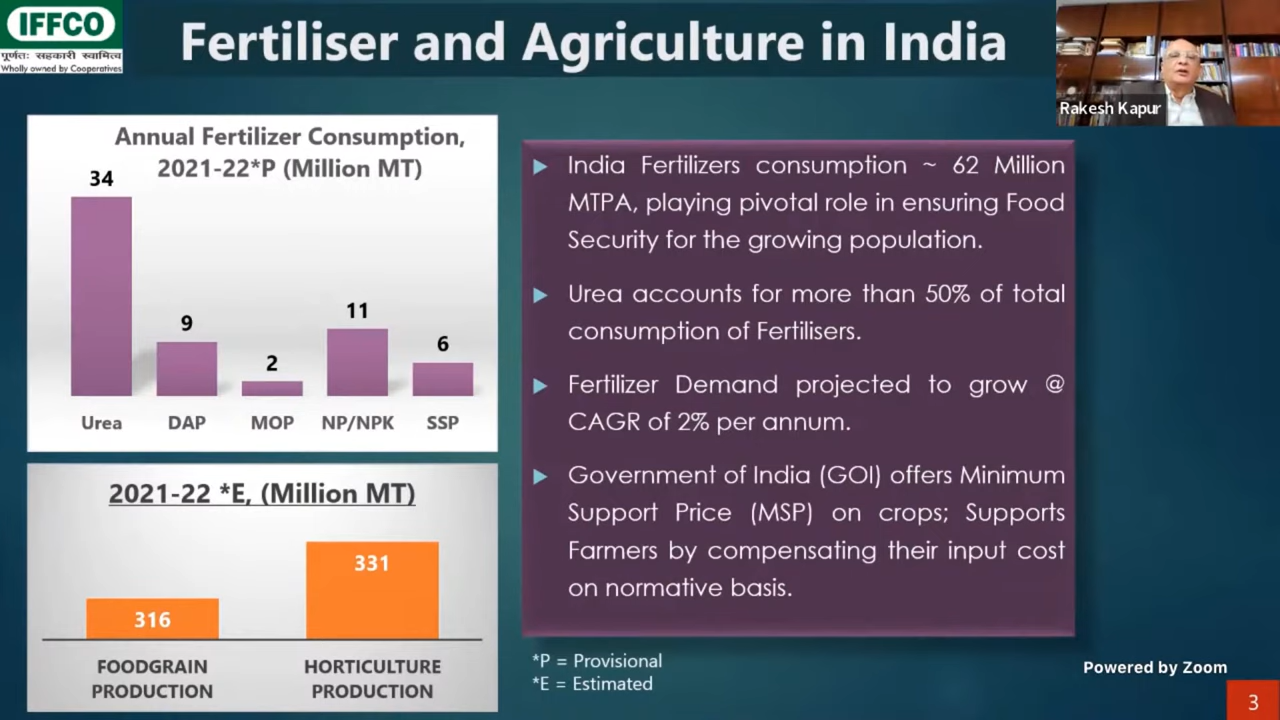 IFFCO
पूर्णतः सहकारी स्वामित्व
Wholly owned by Cooperatives
Fertiliser and Agriculture in India
Rakesh Kapur
Annual Fertilizer Consumption,
2021-22*P (Million MT)
34
9
2
11
6
Urea
DAP
MOP
NP/NPK
SSP
2021-22 *E, (Million MT)
316
331
FOODGRAIN
PRODUCTION
HORTICULTURE
PRODUCTION
India Fertilizers consumption ~ 62 Million
MTPA, playing pivotal role in ensuring Food
Security for the growing population.
Urea accounts for more than 50% of total
consumption of Fertilisers.
Fertilizer Demand projected to grow @
CAGR of 2% per annum.
Government of India (GOI) offers Minimum
Support Price (MSP) on crops; Supports
Farmers by compensating their input cost
on normative basis.
*P = Provisional
*E = Estimated
Powered by Zoom
3